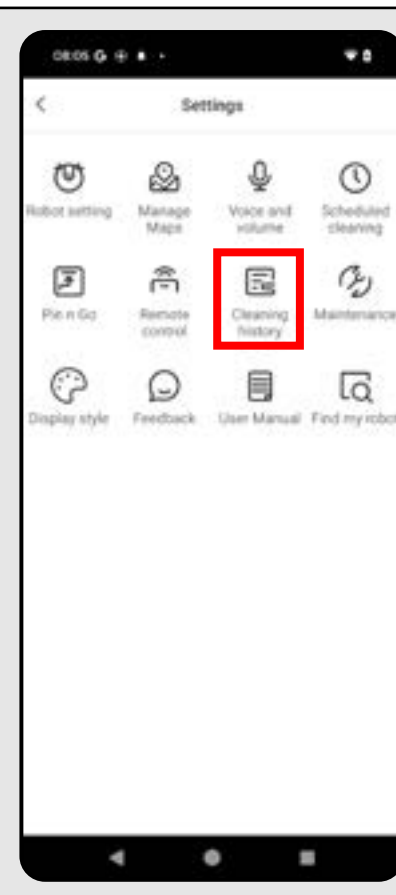 08:05 G
Settings
Robot setting
Manage Maps
Voice and volume
Scheduled cleaning
Pin n Go
Remote control
Cleaning history
Maintenance
Display style
Feedback
User Manual
Find my robot